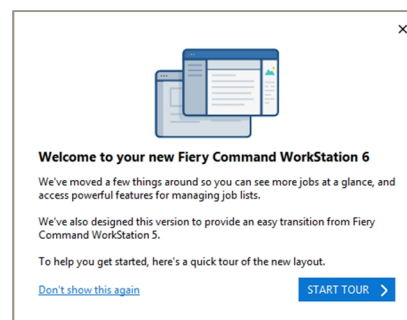 Welcome to your new Fiery Command WorkStation 6
We've moved a few things around so you can see more jobs at a glance, and
access powerful features for managing job lists.
We've also designed this version to provide an easy transition from Fiery
Command WorkStation 5.
To help you get started, here's a quick tour of the new layout.
Don't show this again
START TOUR